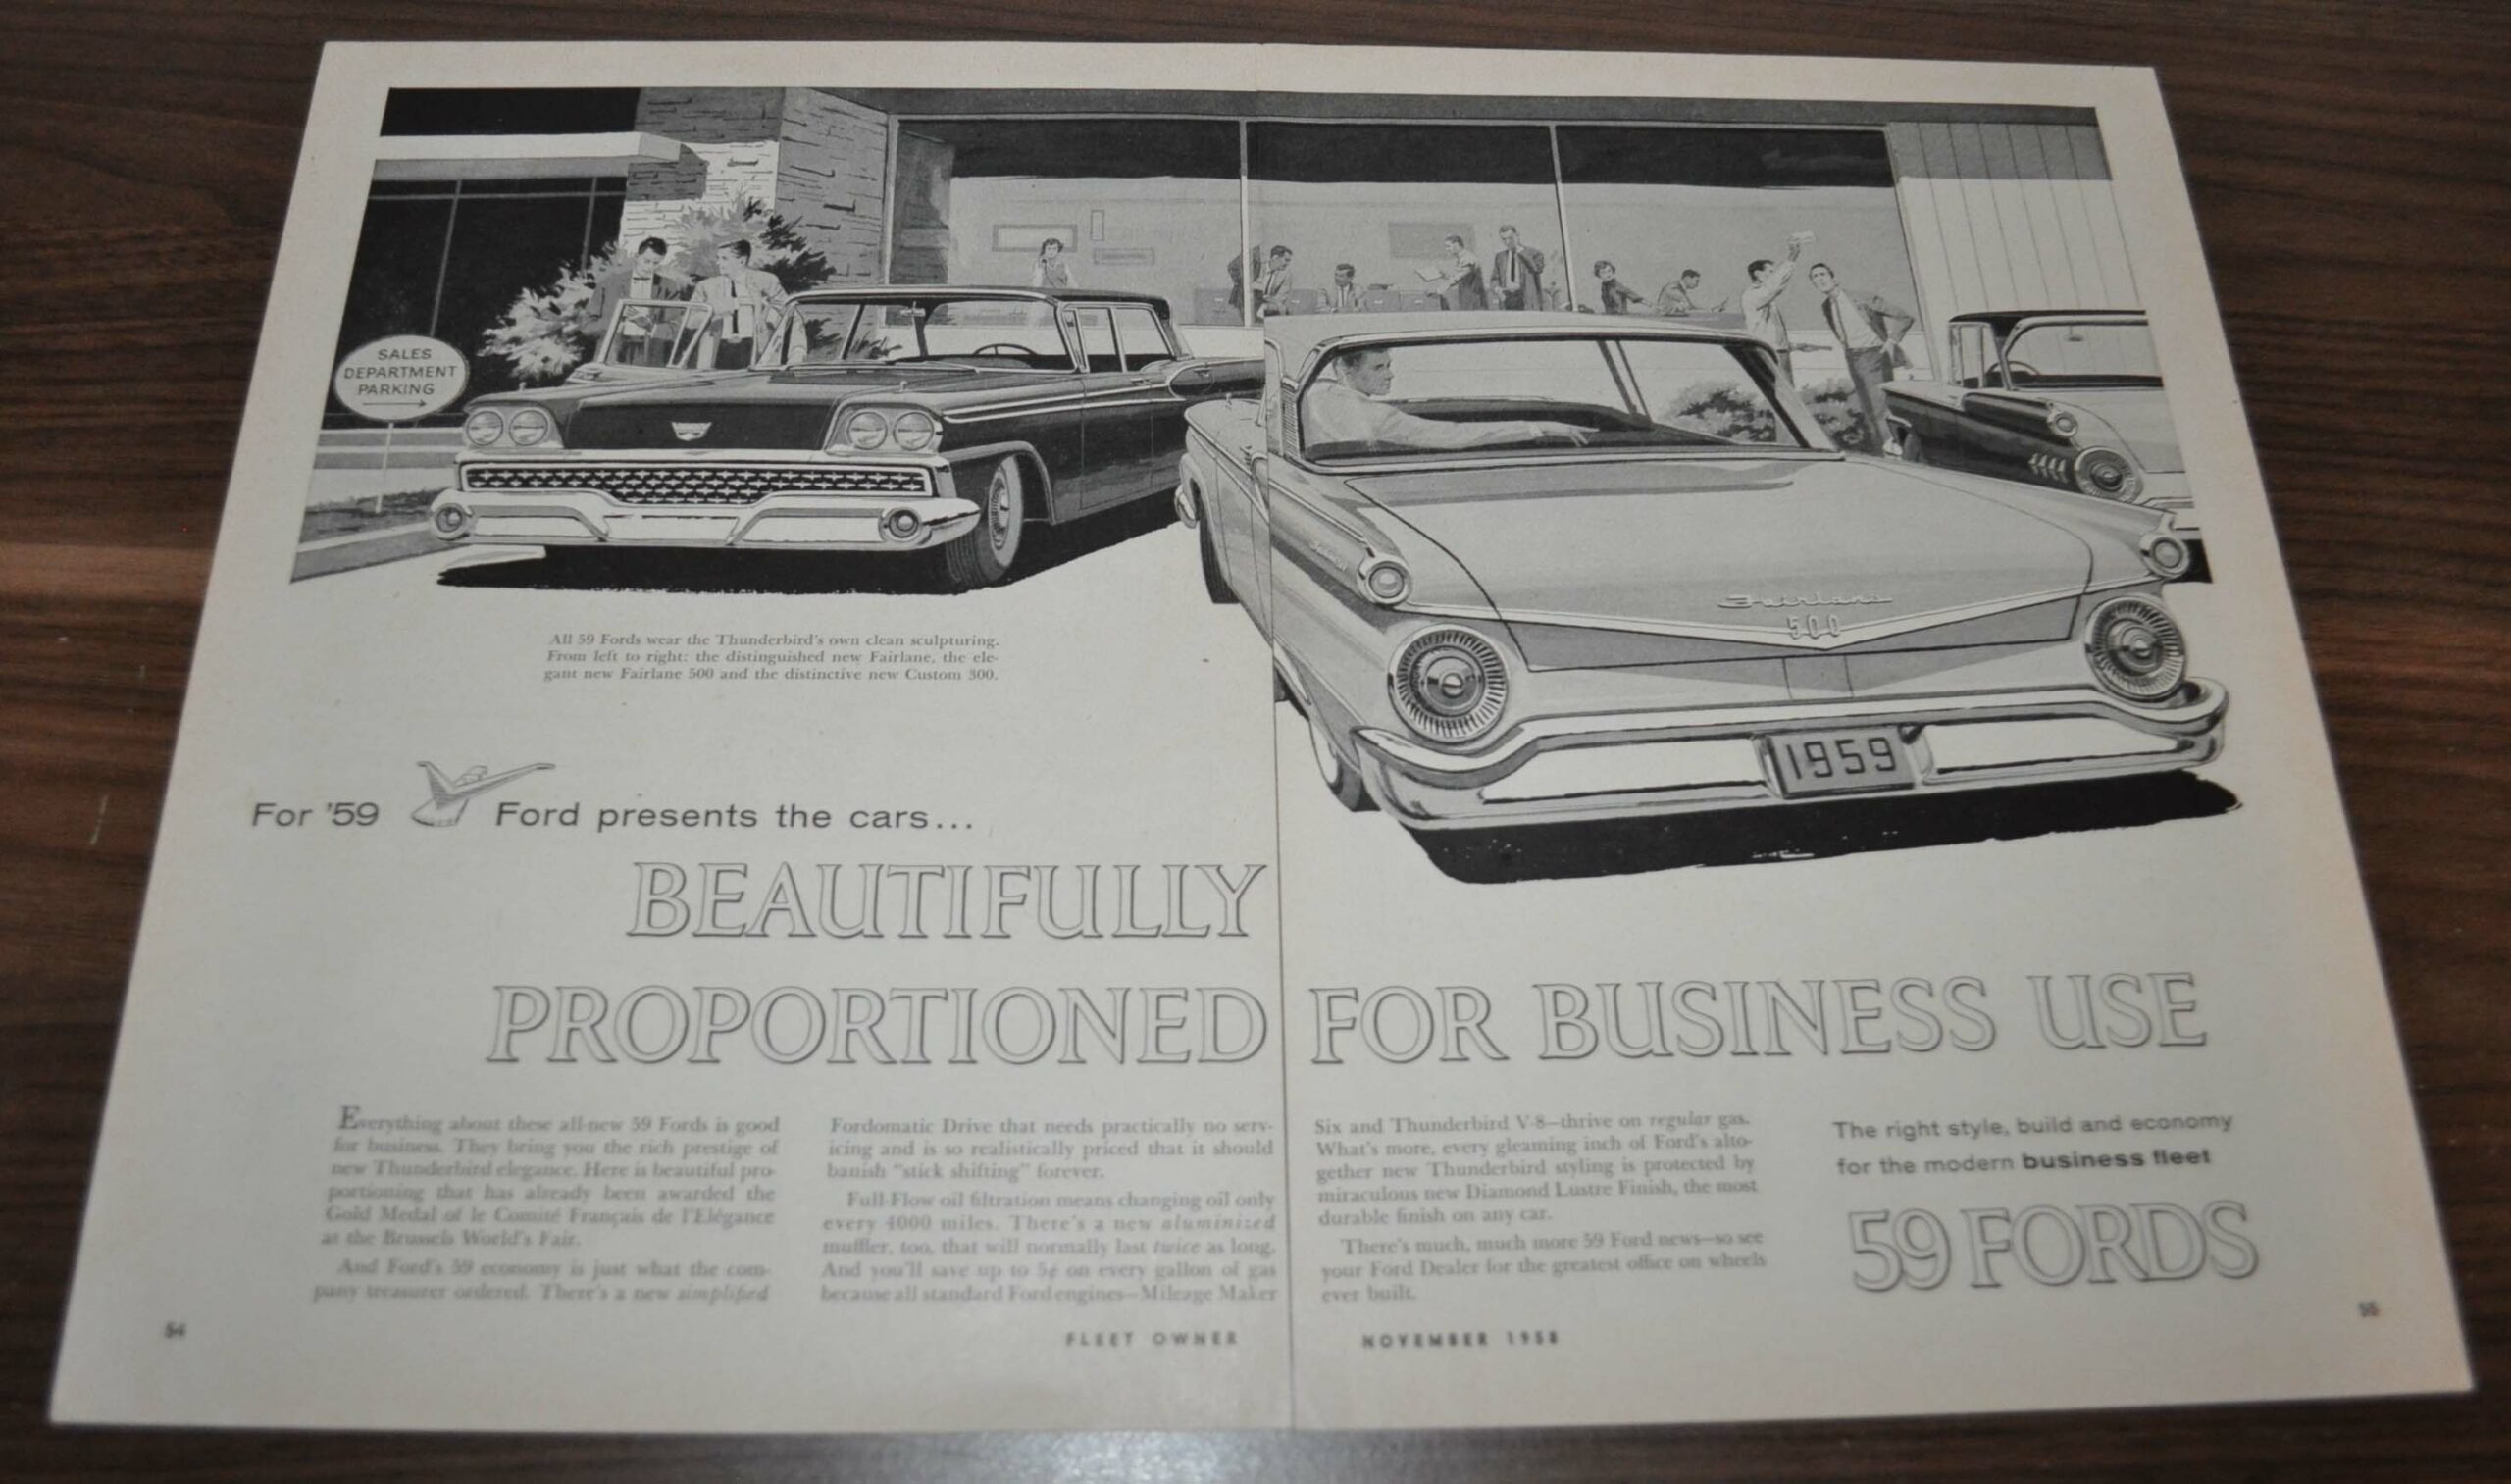 SALES
DEPARTMENT
PARKING
Fairlane
500
1959
All 59 Fords wear the Thunderbird's own clean sculpturing.
From left to right: the distinguished new Fairlane, the ele-
gant new Fairlane 500 and the distinctive new Custom 300.
For '59 Ford presents the cars...
BEAUTIFULLY
PROPORTIONED FOR BUSINESS USE
Everything about these all-new 59 Fords is good
for business. They bring you the rich prestige of
new Thunderbird elegance. Here is beautiful pro-
portioning that has already been awarded the
Gold Medal of le Comité Français de l'Elégance
at the Brussels World's Fair.
And Ford's 59 economy is just what the com-
pany treasurer ordered. There's a new simplified
Fordomatic Drive that needs practically no serv-
icing and is so realistically priced that it should
banish "stick shifting" forever.
Full-Flow oil filtration means changing oil only
every 4000 miles. There's a new aluminized
muffler, too, that will normally last twice as long.
And you'll save up to 5¢ on every gallon of gas
because all standard Ford engines—Mileage Maker
Six and Thunderbird V-8—thrive on regular gas.
What's more, every gleaming inch of Ford's alto-
gether new Thunderbird styling is protected by
miraculous new Diamond Lustre Finish, the most
durable finish on any car.
There's much, much more 59 Ford news—so see
your Ford Dealer for the greatest office on wheels
ever built.
The right style, build and economy
for the modern business fleet
59 FORDS
54
FLEET OWNER
NOVEMBER 1958
55